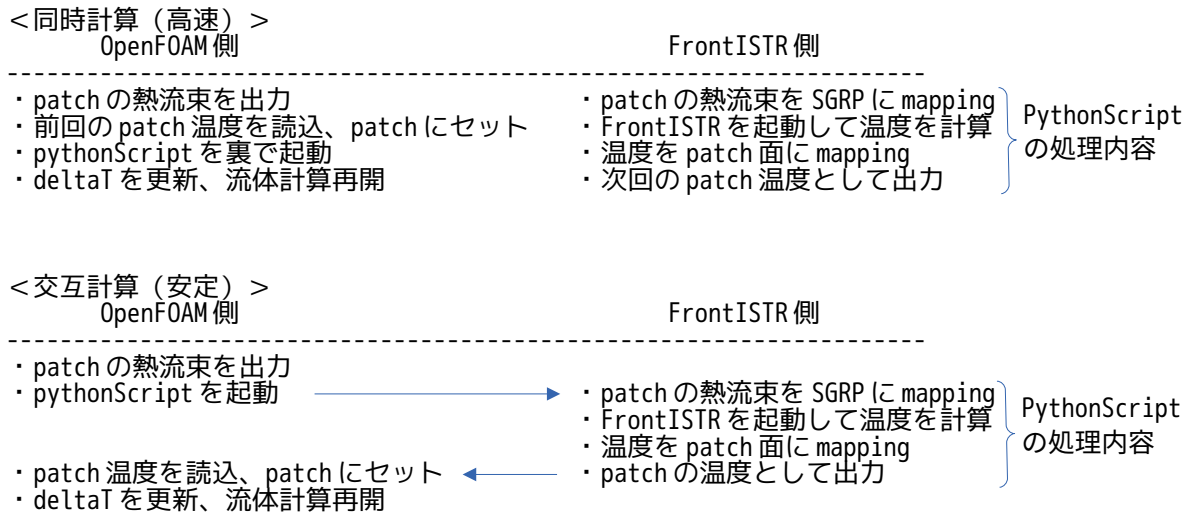 ＜同時計算（高速）＞
OpenFOAM側 FrontISTR側
----------------------------------------------------------------------
・patchの熱流束を出力 ・patchの熱流束をSGRPにmapping
・前回のpatch温度を読込、patchにセット ・FrontISTRを起動して温度を計算
・pythonScriptを裏で起動 ・温度をpatch面にmapping
・deltaTを更新、流体計算再開 ・次回のpatch温度として出力
PythonScript
の処理内容
＜交互計算（安定）＞
OpenFOAM側 FrontISTR側
----------------------------------------------------------------------
・patchの熱流束を出力
・pythonScriptを起動 ・patchの熱流束をSGRPにmapping
・FrontISTRを起動して温度を計算
・温度をpatch面にmapping
・patch温度を読込、patchにセット ・patchの温度として出力
・deltaTを更新、流体計算再開
PythonScript
の処理内容